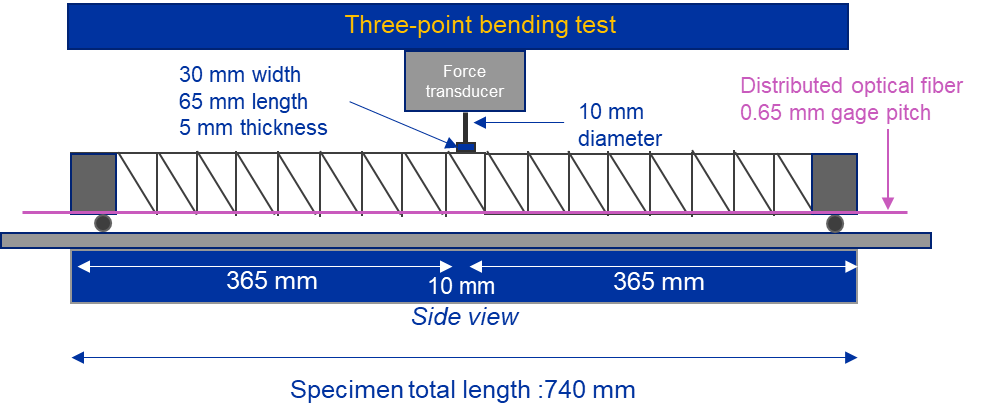 Three-point bending test
30 mm width
65 mm length
5 mm thickness
Force
transducer
10 mm
diameter
Distributed optical fiber
0.65 mm gage pitch
365 mm
10 mm
365 mm
Side view
Specimen total length :740 mm